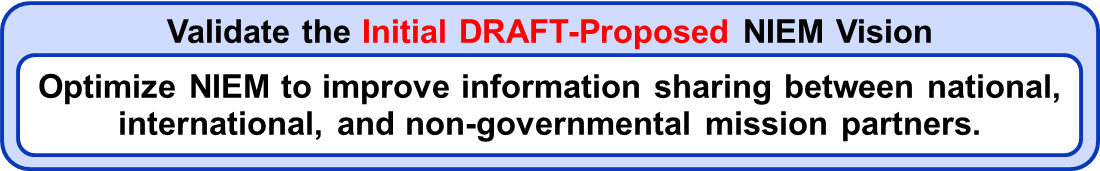 Validate the Initial DRAFT-Proposed NIEM Vision
Optimize NIEM to improve information sharing between national,
international, and non-governmental mission partners.